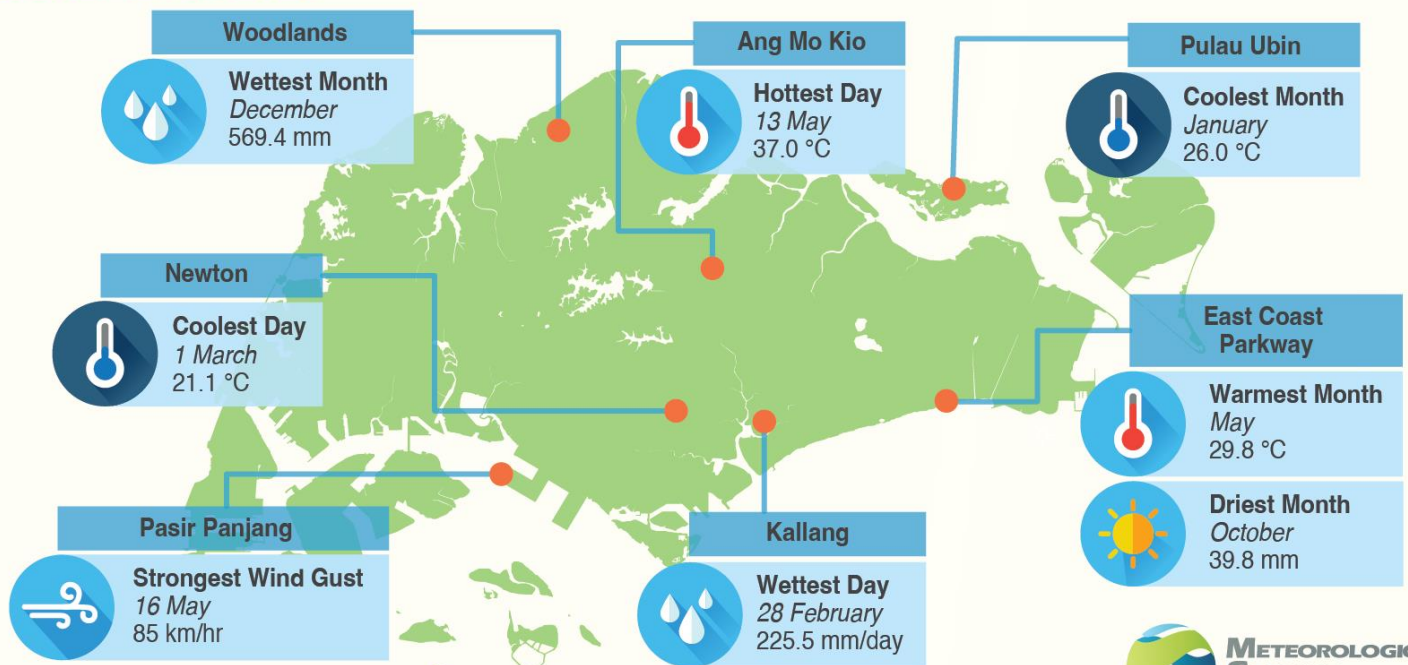 Woodlands
Wettest Month
December
569.4 mm
Ang Mo Kio
Hottest Day
13 May
37.0 °C
Pulau Ubin
Coolest Month
January
26.0 °C
Newton
Coolest Day
1 March
21.1 °C
East Coast
Parkway
Warmest Month
May
29.8 °C
Driest Month
October
39.8 mm
Pasir Panjang
Strongest Wind Gust
16 May
85 km/hr
Kallang
Wettest Day
28 February
225.5 mm/day
METEOROLOGIC